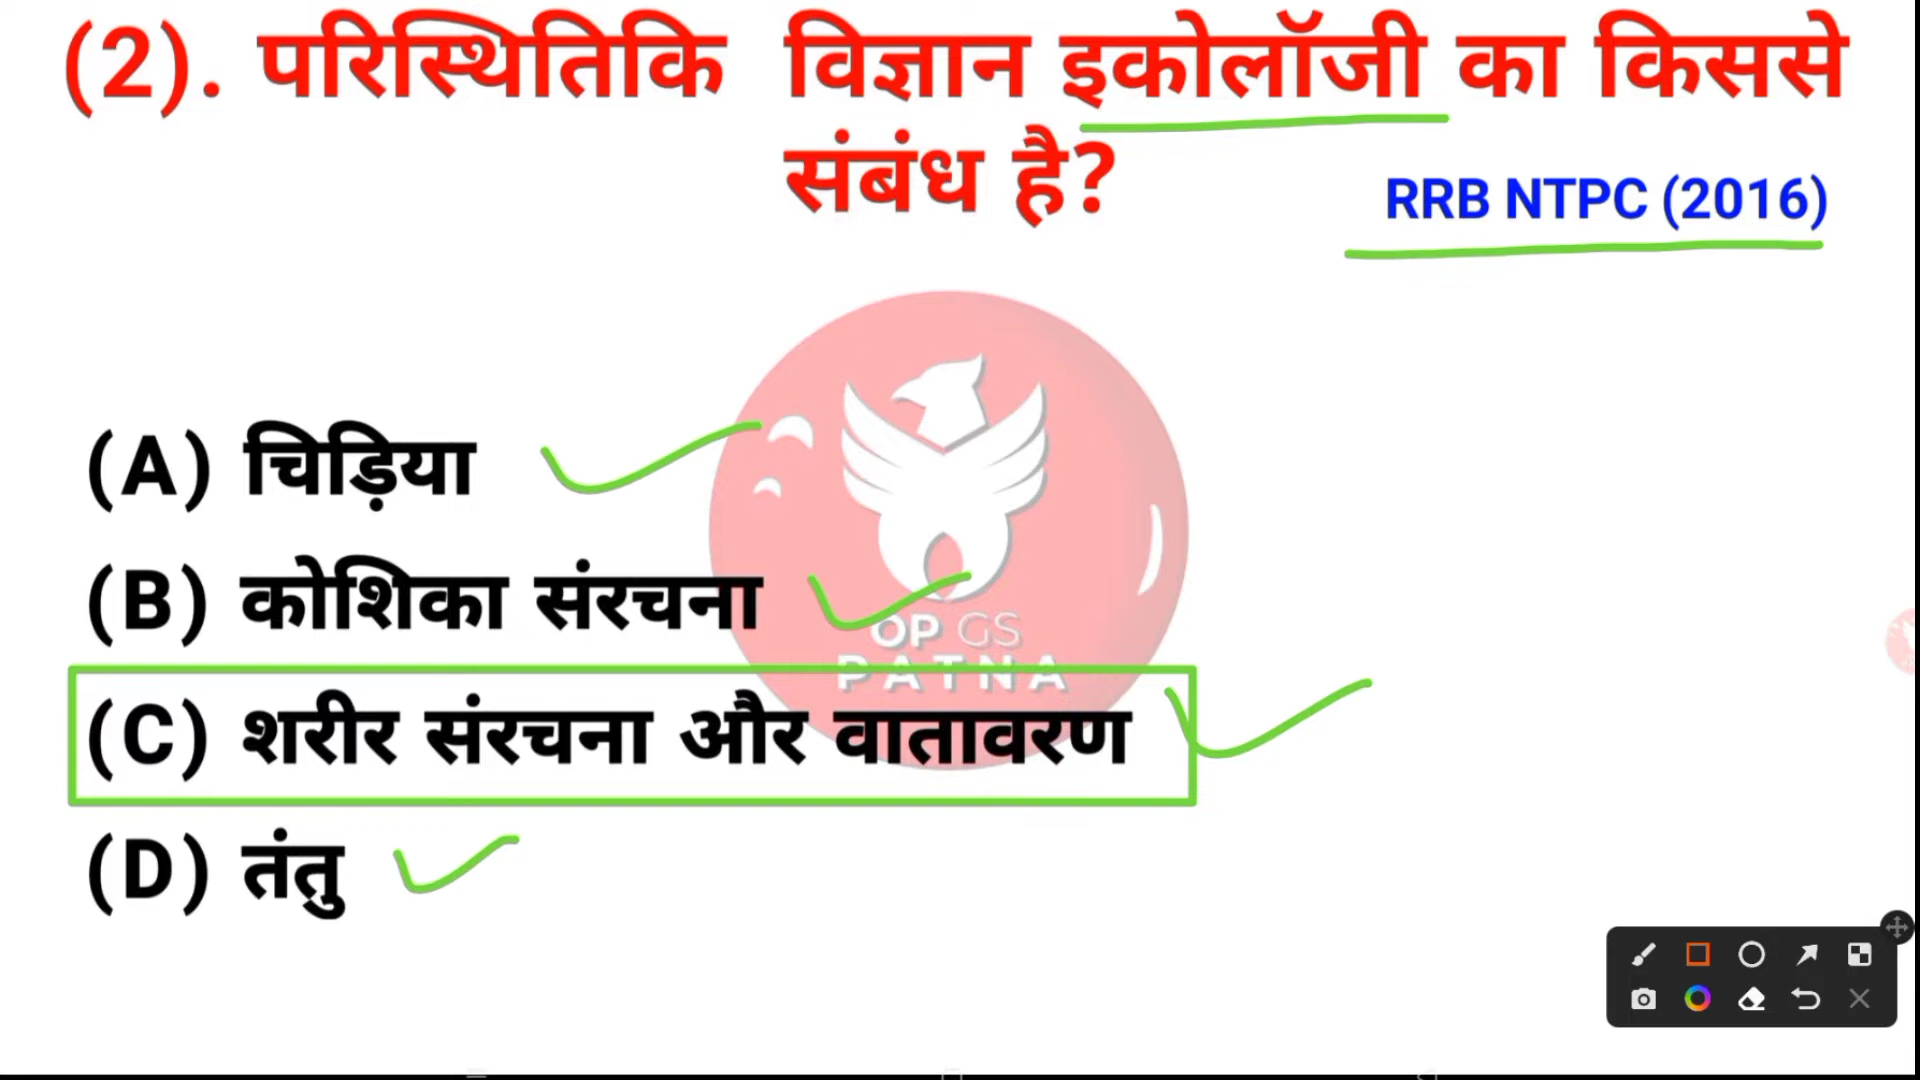 (2). परिस्थितिकि विज्ञान इकोलॉजी का किससे
संबंध है?
RRB NTPC (2016)
(A) चिड़िया
(B) कोशिका संरचना
OP GS
PATNA
(C) शरीर संरचना और वातावरण
(D) तंतु